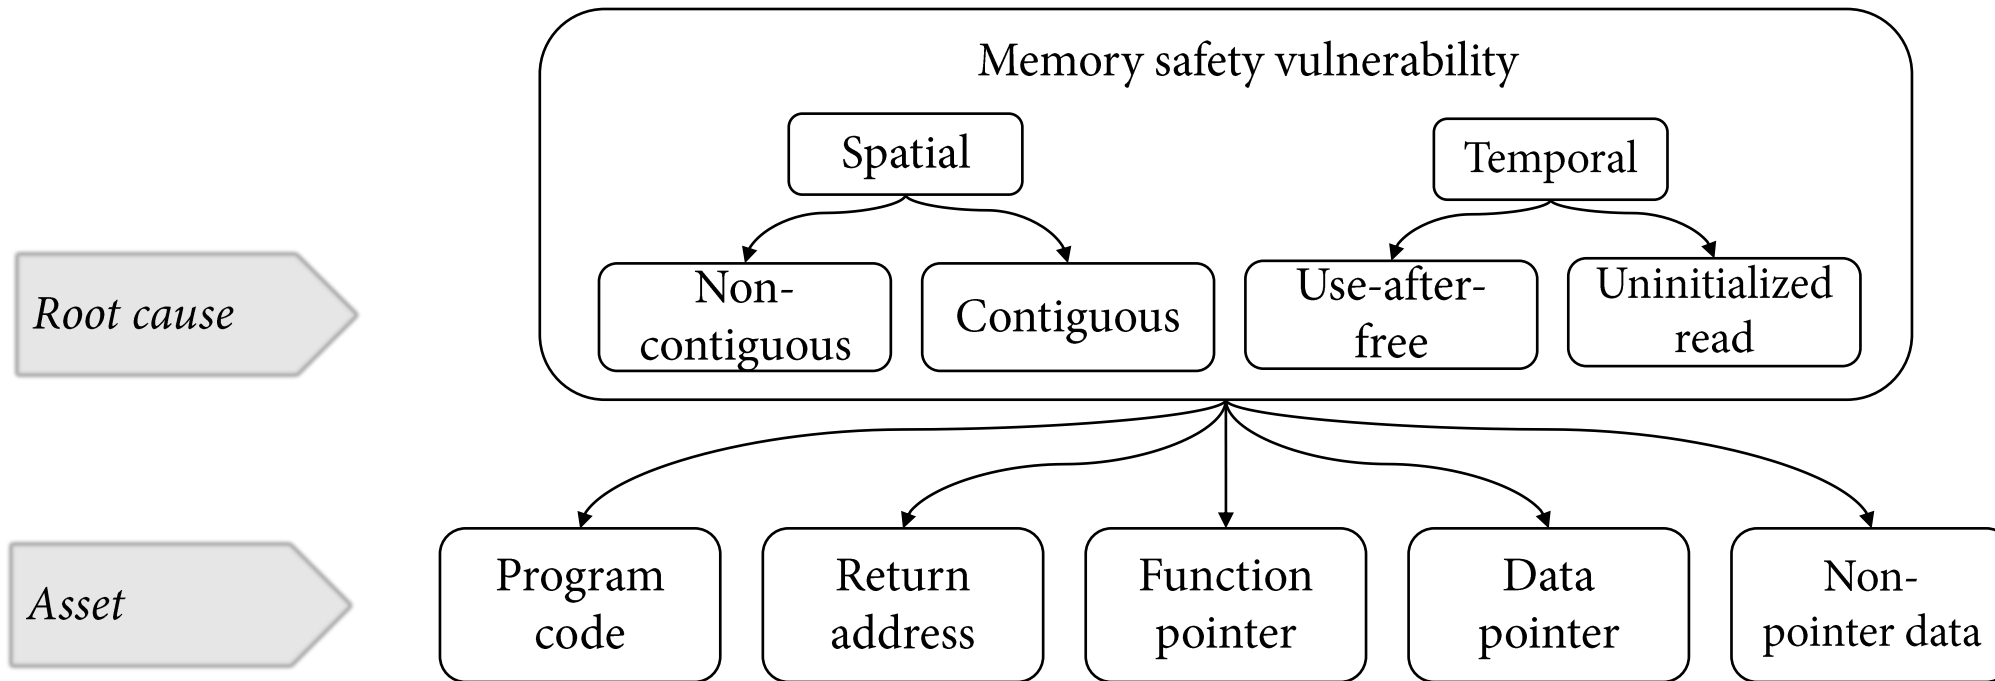 Memory safety vulnerability
Spatial
Temporal
Root cause
Non-
contiguous
Contiguous
Use-after-
free
Uninitialized
read
Asset
Program
code
Return
address
Function
pointer
Data
pointer
Non-
pointer data